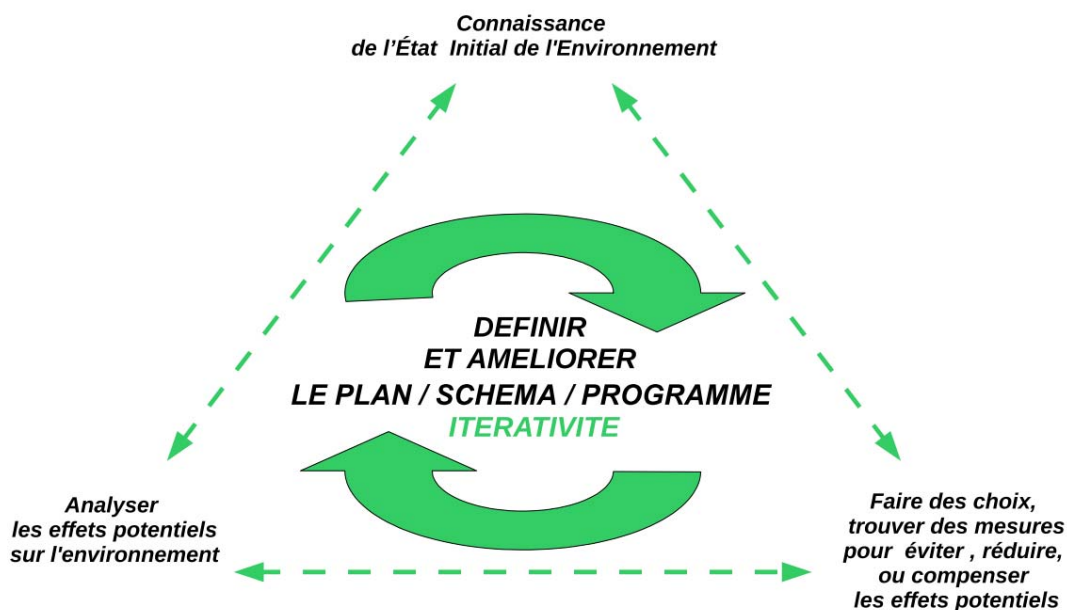 Connaissance
de l’État Initial de l'Environnement
DEFINIR
ET AMELIORER
LE PLAN / SCHEMA / PROGRAMME
ITERATIVITE
Analyser
les effets potentiels
sur l'environnement
Faire des choix,
trouver des mesures
pour éviter , réduire,
ou compenser
les effets potentiels